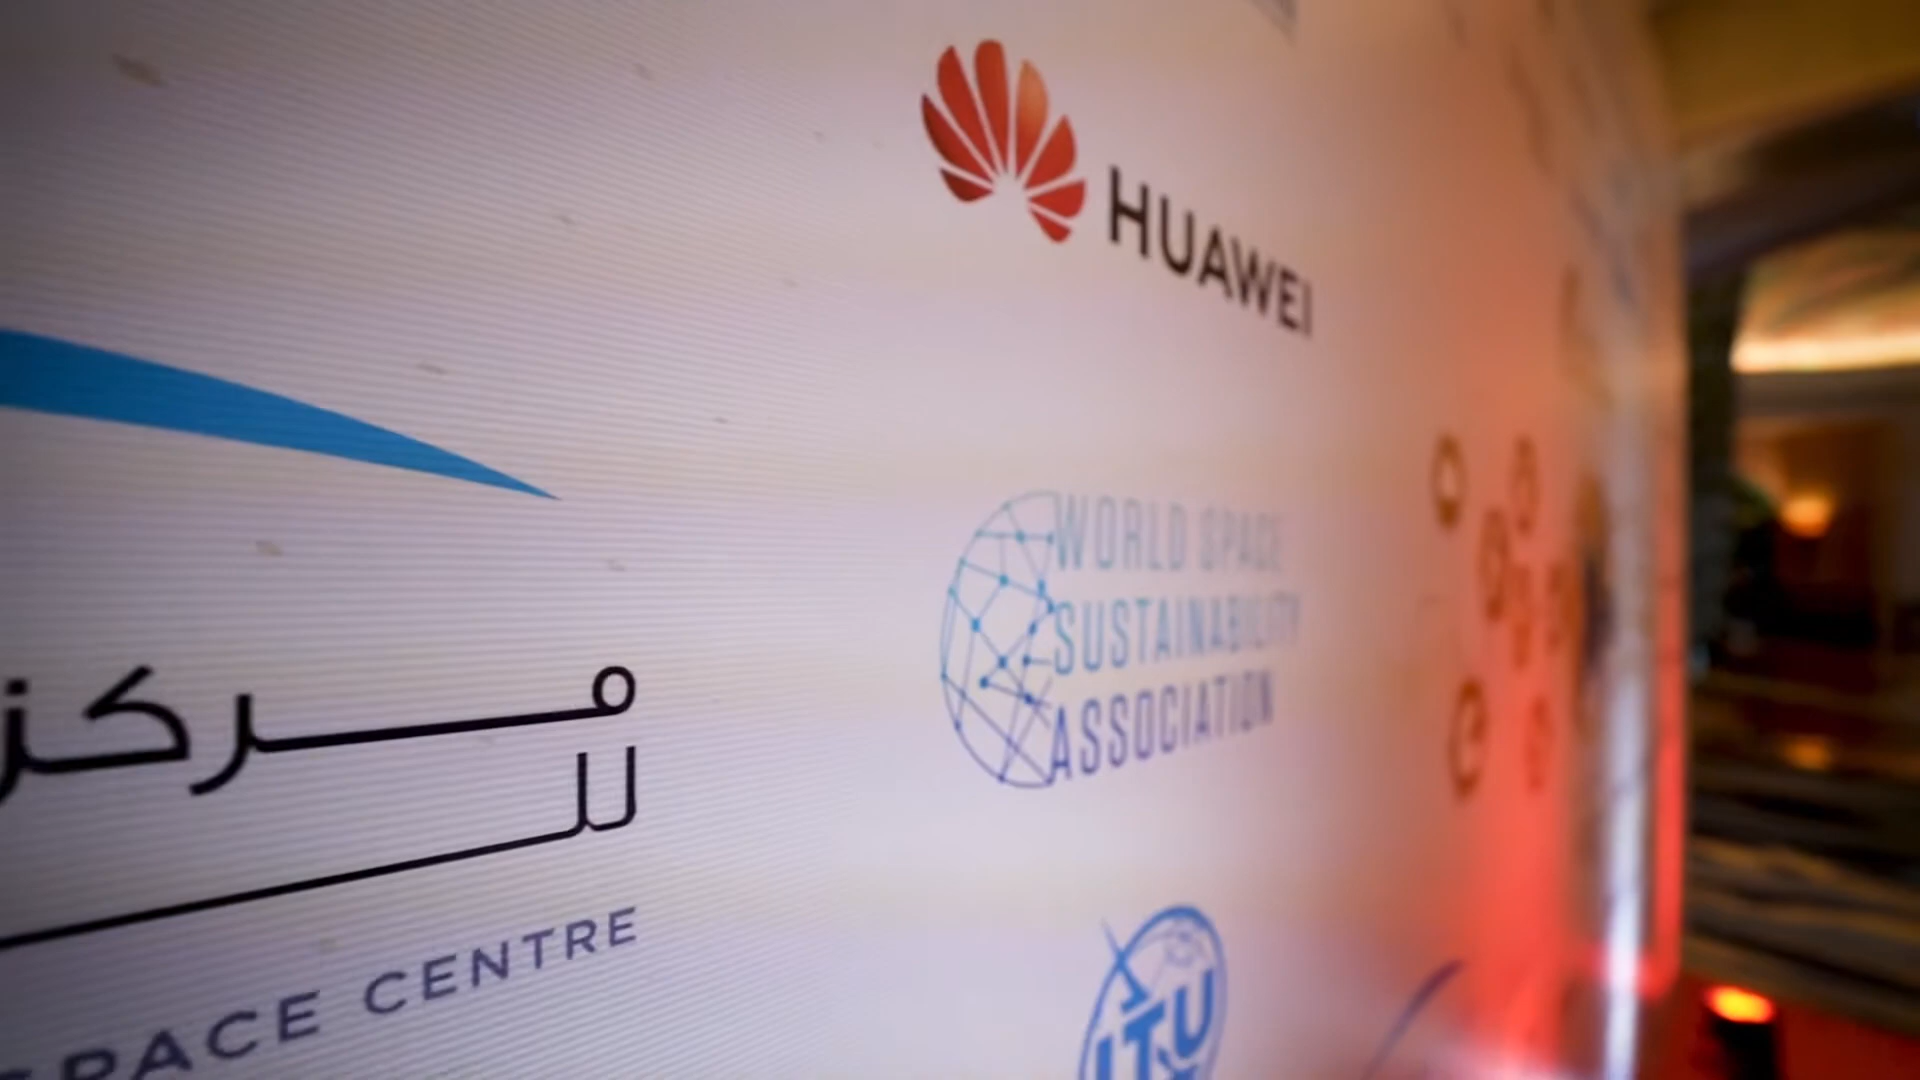 HUAWEI
WORLD SPACE
SUSTAINABILITY
ASSOCIATION
مركز
لل
SPACE CENTRE
ITU